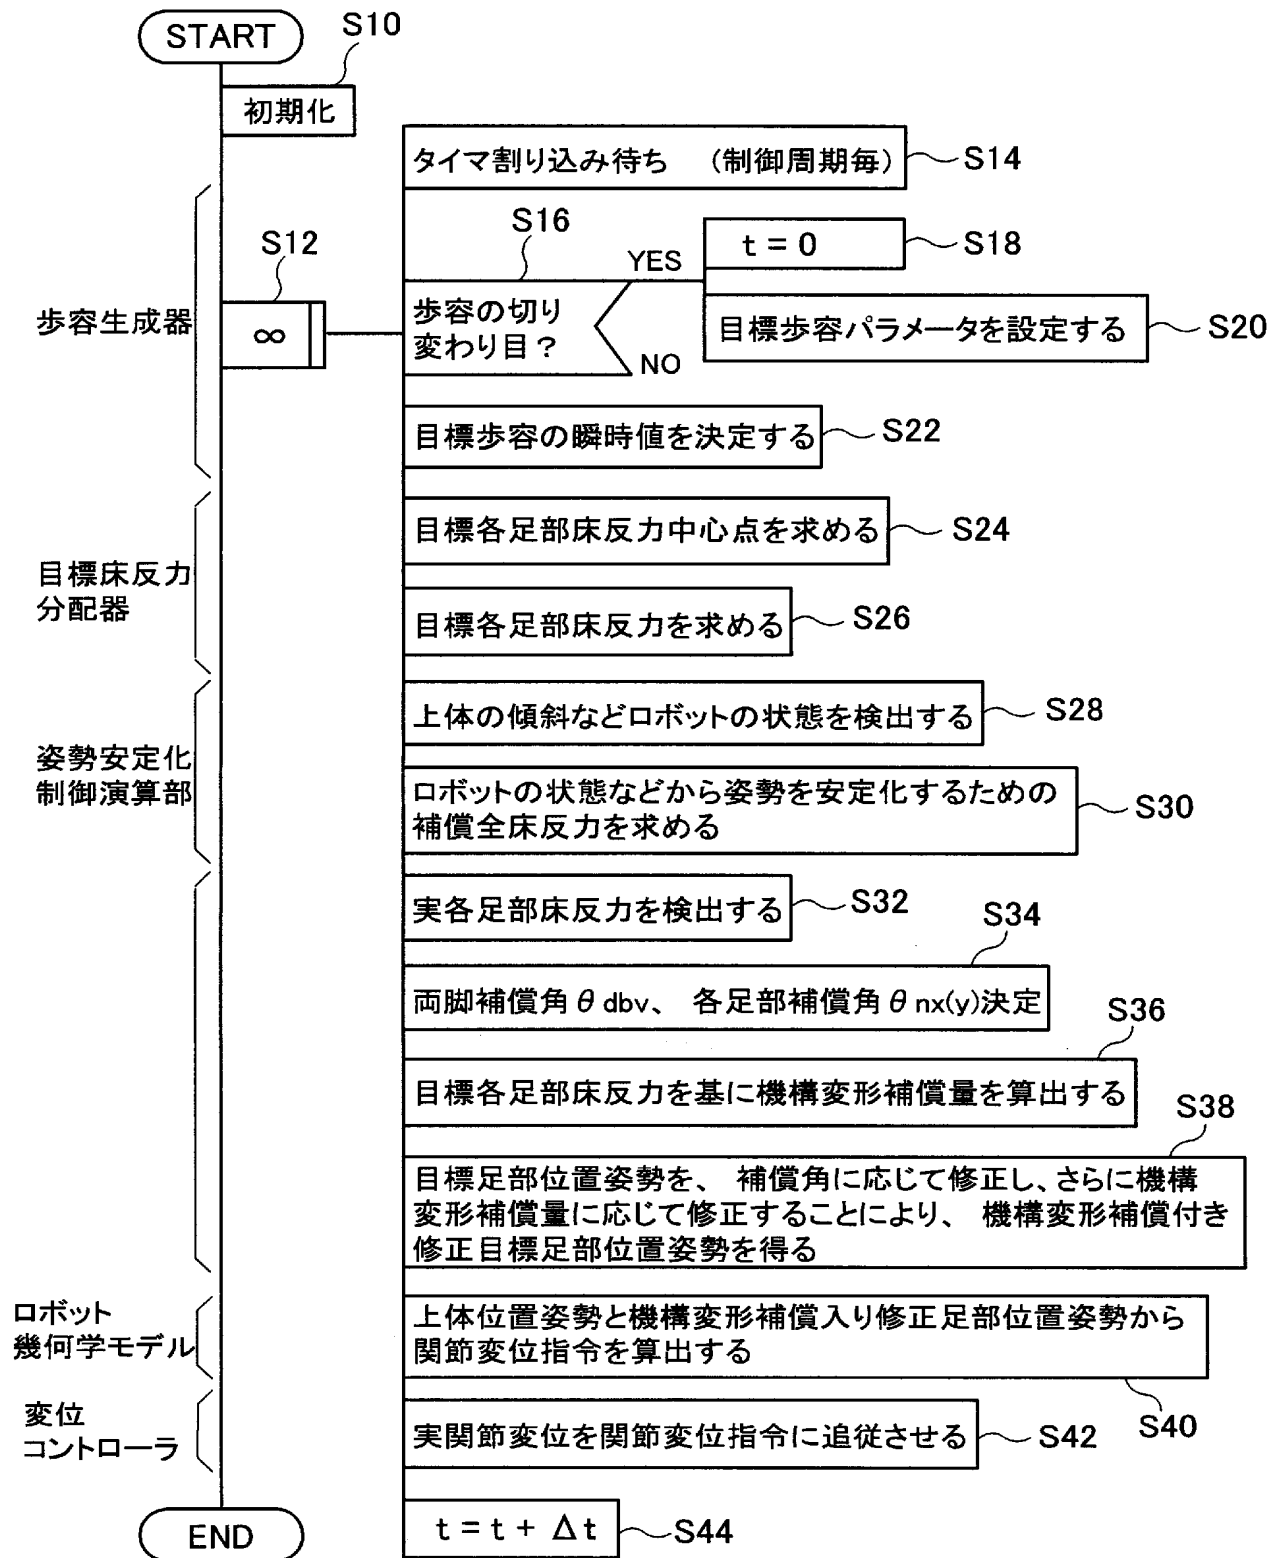 START
S10
初期化
タイマ割り込み待ち (制御周期毎)
S14
S12
∞
S16
歩容の切り
変わり目?
YES
NO
t = 0
S18
目標歩容パラメータを設定する
S20
歩容生成器
目標歩容の瞬時値を決定する
S22
目標床反力
分配器
目標各足部床反力中心点を求める
S24
目標各足部床反力を求める
S26
姿勢安定化
制御演算部
上体の傾斜などロボットの状態を検出する
S28
ロボットの状態などから姿勢を安定化するための
補償全床反力を求める
S30
実各足部床反力を検出する
S32
S34
両脚補償角θdbv、 各足部補償角θnx(y)決定
S36
目標各足部床反力を基に機構変形補償量を算出する
S38
目標足部位置姿勢を、 補償角に応じて修正し、さらに機構
変形補償量に応じて修正することにより、 機構変形補償付き
修正目標足部位置姿勢を得る
ロボット
幾何学モデル
上体位置姿勢と機構変形補償入り修正足部位置姿勢から
関節変位指令を算出する
S40
変位
コントローラ
実関節変位を関節変位指令に追従させる
S42
END
t = t + Δt
S44